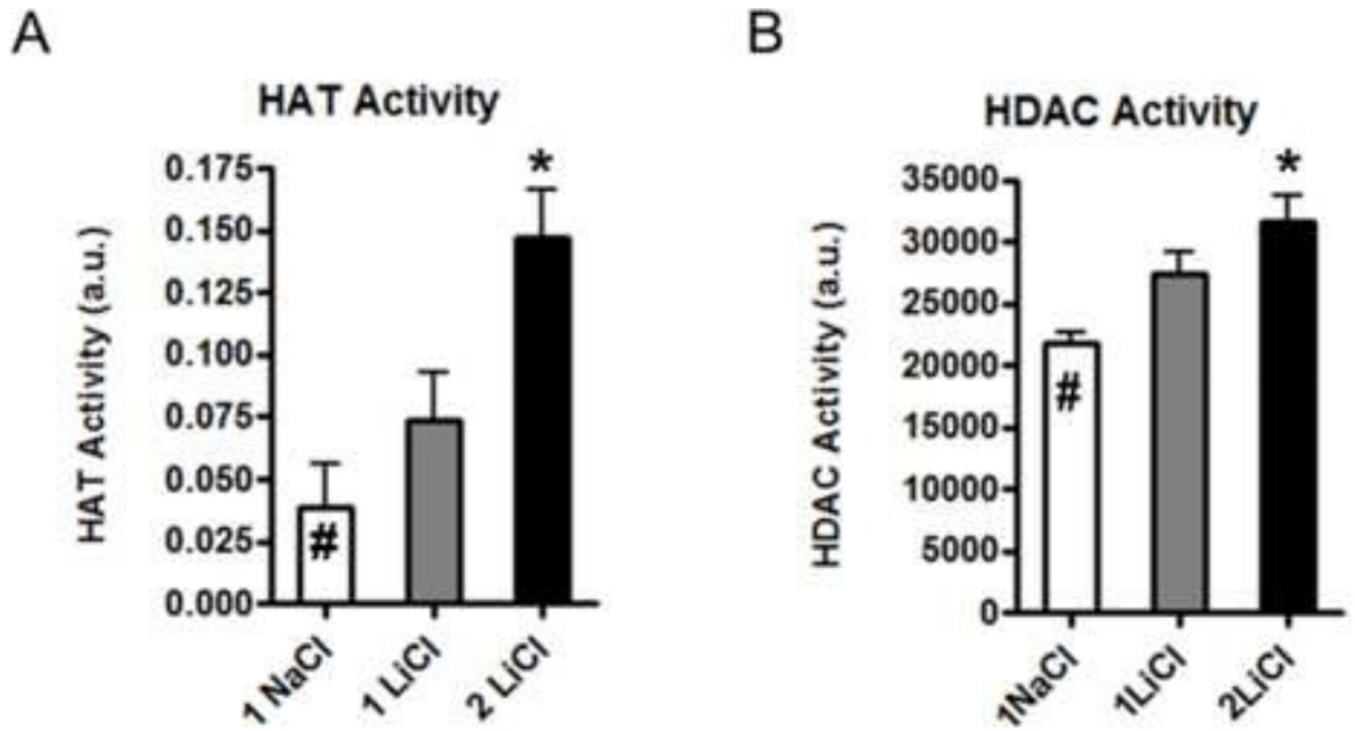 A
HAT Activity
HAT Activity (a.u.)
0.175
0.150
0.125
0.100
0.075
0.050
0.025
0.000
*
#
1 NaCl
1 LiCl
2 LiCl
B
HDAC Activity
HDAC Activity (a.u.)
35000
30000
25000
20000
15000
10000
5000
0
*
#
1NaCl
1LiCl
2LiCl